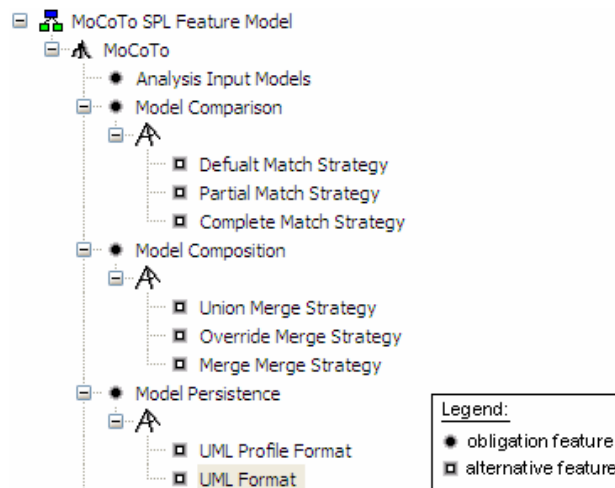 MoCoTo SPL Feature Model
MoCoTo
Analysis Input Models
Model Comparison
Defualt Match Strategy
Partial Match Strategy
Complete Match Strategy
Model Composition
Union Merge Strategy
Override Merge Strategy
Merge Merge Strategy
Model Persistence
UML Profile Format
UML Format
Legend:
obligation feature
alternative feature